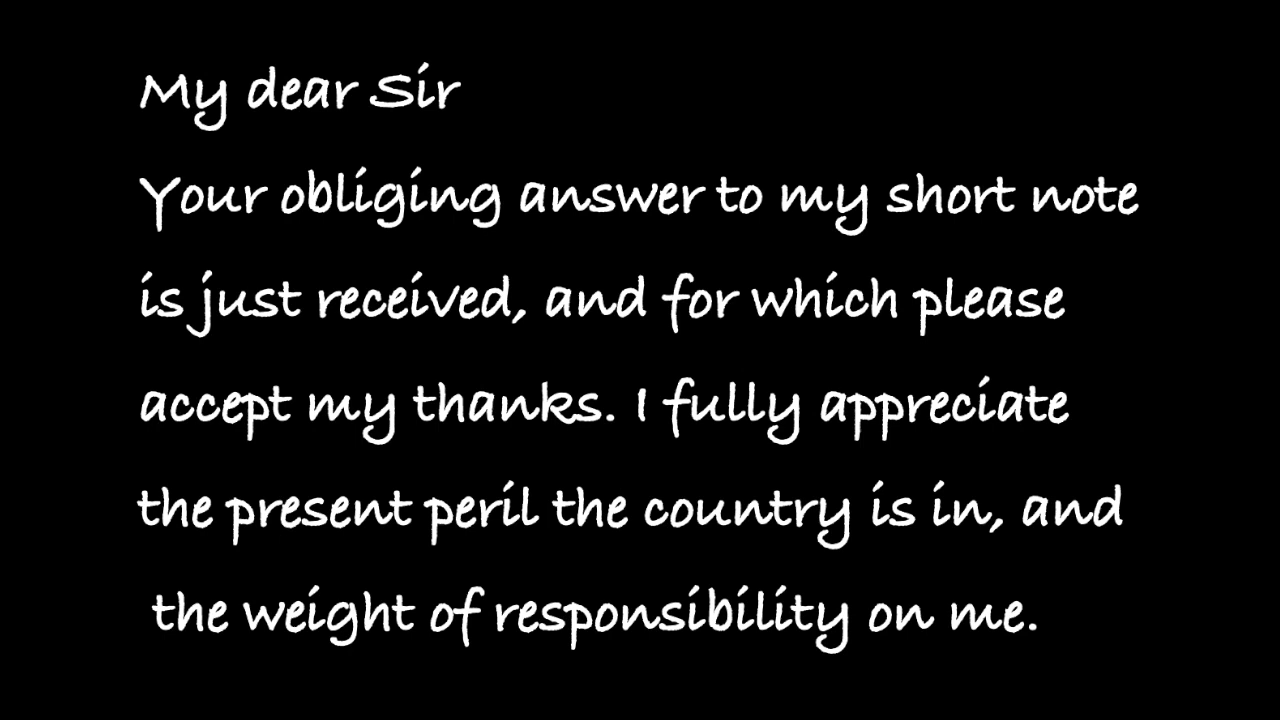 My dear Sir
Your obliging answer to my short note
is just received, and for which please
accept my thanks. I fully appreciate
the present peril the country is in, and
the weight of responsibility on me.